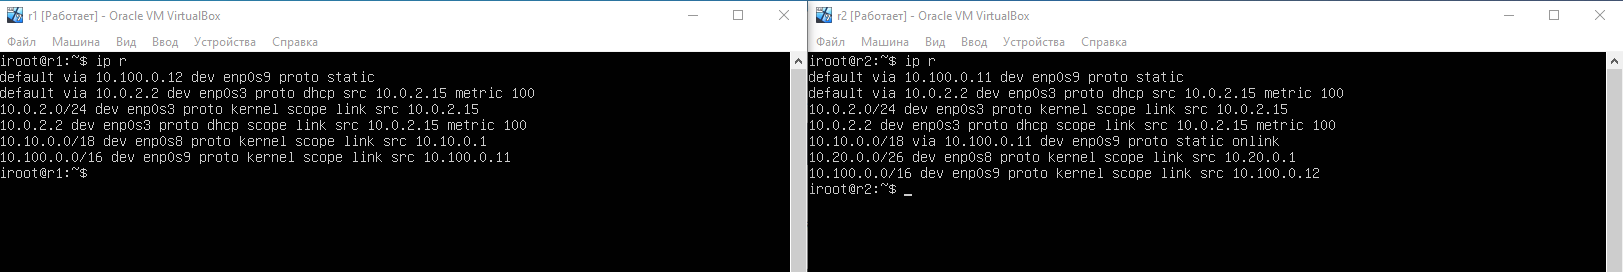 r1 [Работает] - Oracle VM VirtualBox
Файл Машина Вид Ввод Устройства Справка
iroot@r1:~$ ip r
default via 10.100.0.12 dev enp0s9 proto static
default via 10.0.2.2 dev enp0s3 proto dhcp src 10.0.2.15 metric 100
10.0.2.0/24 dev enp0s3 proto kernel scope link src 10.0.2.15
10.0.2.2 dev enp0s3 proto dhcp scope link src 10.0.2.15 metric 100
10.10.0.0/18 dev enp0s8 proto kernel scope link src 10.10.0.1
10.100.0.0/16 dev enp0s9 proto kernel scope link src 10.100.0.11
iroot@r1:~$
r2 [Работает] - Oracle VM VirtualBox
Файл Машина Вид Ввод Устройства Справка
iroot@r2:~$ ip r
default via 10.100.0.11 dev enp0s9 proto static
default via 10.0.2.2 dev enp0s3 proto dhcp src 10.0.2.15 metric 100
10.0.2.0/24 dev enp0s3 proto kernel scope link src 10.0.2.15
10.0.2.2 dev enp0s3 proto dhcp scope link src 10.0.2.15 metric 100
10.10.0.0/18 via 10.100.0.11 dev enp0s9 proto static onlink
10.20.0.0/26 dev enp0s8 proto kernel scope link src 10.20.0.1
10.100.0.0/16 dev enp0s9 proto kernel scope link src 10.100.0.12
iroot@r2:~$ _